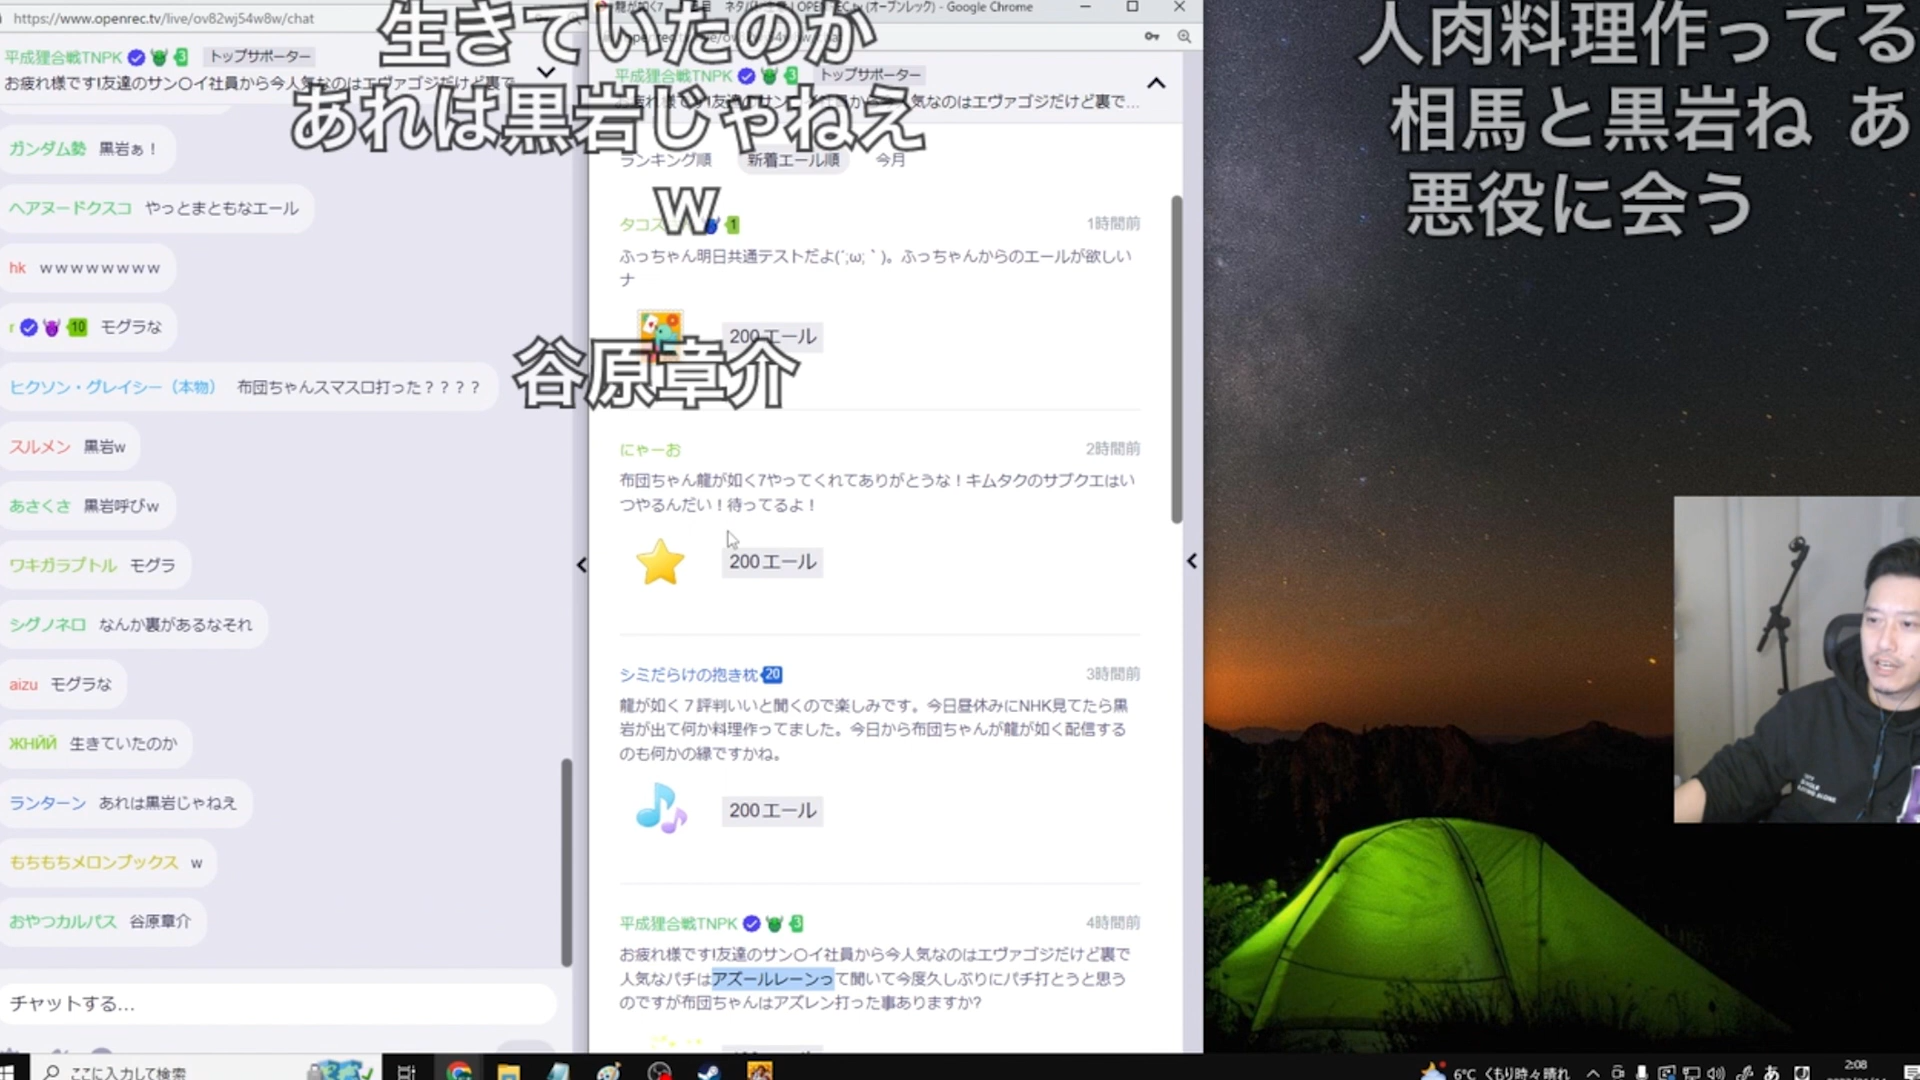 https://www.openrec.tv/live/ov82wj54w8w/chat
平成狸合戦TNPK 3 トップサポーター
お疲れ様です!友達のサン〇イ社員から今人気なのはエヴァゴジだけど裏で
ガンダム勢 黒岩ぁ！
ヘアヌードクスコ やっとまともなエール
hk ｗｗｗｗｗｗｗｗ
r 10 モグラな
ヒクソン・グレイシー（本物） 布団ちゃんスマスロ打った？？？？
スルメン 黒岩w
あさくさ 黒岩呼びw
ワキガラプトル モグラ
シグノネロ なんか裏があるなそれ
aizu モグラな
ЖНЙЙ 生きていたのか
ランターン あれは黒岩じゃねえ
もちもちメロンブックス w
おやつカルパス 谷原章介
チャットする...
生きていたのか
あれは黒岩じゃねえ
w
谷原章介
人肉料理作ってる
相馬と黒岩ね あ
悪役に会う
OPENREC.tv (オープンレック) - Google Chrome
平成狸合戦TNPK 3 トップサポーター
ランキング順 新着エール順 今月
タコス 1 1時間前
ふっちゃん明日共通テストだよ(´;ω;｀)。ふっちゃんからのエールが欲しい
ナ
200エール
にゃーお 2時間前
布団ちゃん龍が如く7やってくれてありがとうな！キムタクのサブクエはい
つやるんだい！待ってるよ！
200エール
シミだらけの抱き枕 20 3時間前
龍が如く７評判いいと聞くので楽しみです。今日昼休みにNHK見てたら黒
岩が出て何か料理作ってました。今日から布団ちゃんが龍が如く配信する
のも何かの縁ですかね。
200エール
平成狸合戦TNPK 3 4時間前
お疲れ様です!友達のサン〇イ社員から今人気なのはエヴァゴジだけど裏で
人気なパチはアズールレーンって聞いて今度久しぶりにパチ打とうと思う
のですが布団ちゃんはアズレン打った事ありますか?
ここに入力して検索
6℃ くもり時々晴れ
あ
2:08